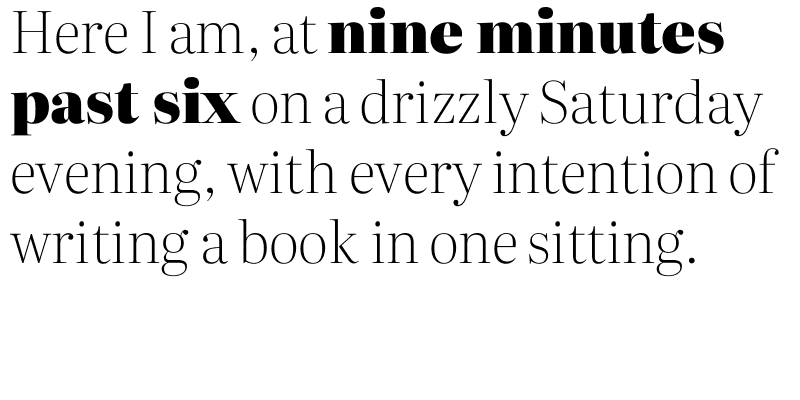 Here I am, at nine minutes
past six on a drizzly Saturday
evening, with every intention of
writing a book in one sitting.